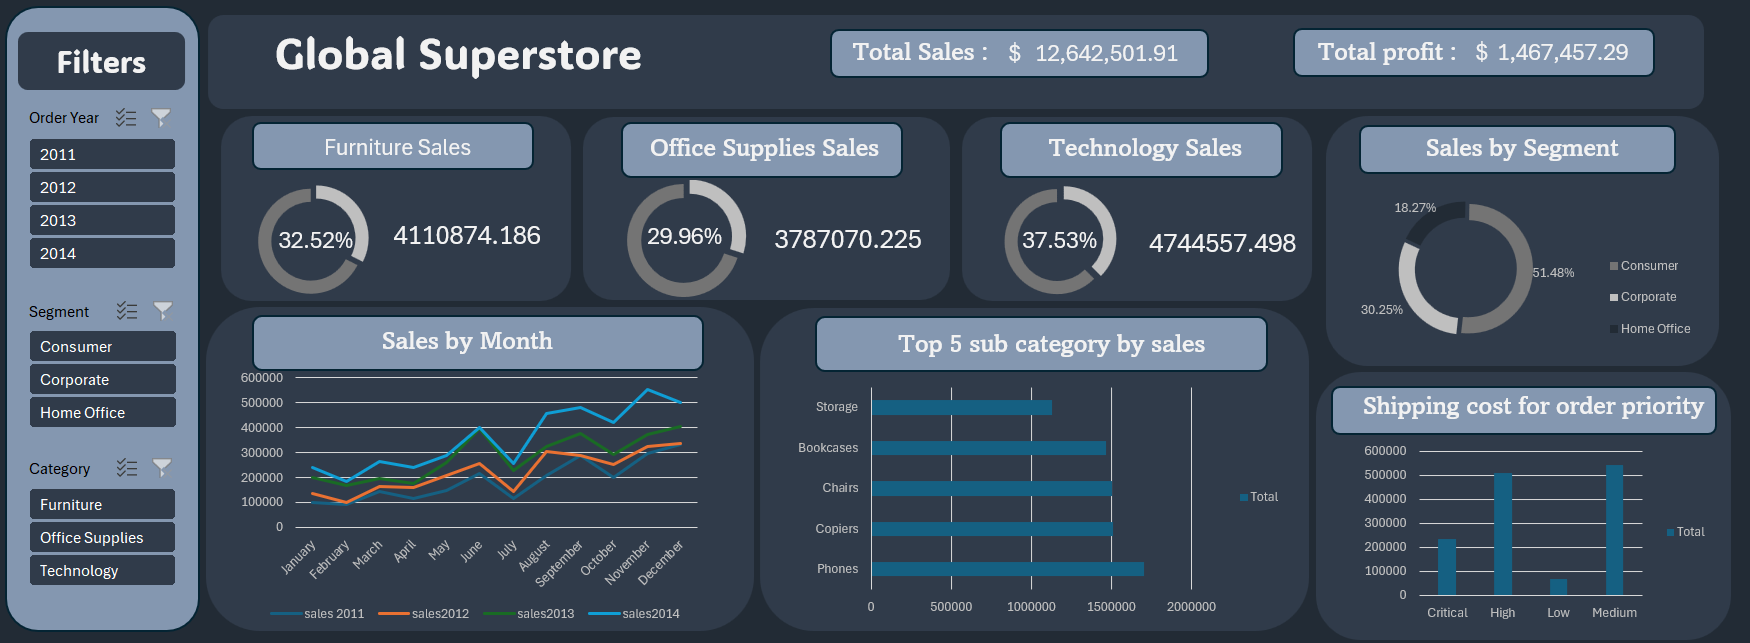 Filters
Order Year
2011
2012
2013
2014
Segment
Consumer
Corporate
Home Office
Category
Furniture
Office Supplies
Technology
Global Superstore
Total Sales : $ 12,642,501.91
Total profit : $ 1,467,457.29
Furniture Sales
32.52%
4110874.186
Office Supplies Sales
29.96%
3787070.225
Technology Sales
37.53%
4744557.498
Sales by Segment
18.27%
51.48%
30.25%
Consumer
Corporate
Home Office
Sales by Month
600000
500000
400000
300000
200000
100000
0
January
February
March
April
May
June
July
August
September
October
November
December
sales 2011 sales2012 sales2013 sales2014
Top 5 sub category by sales
Storage
Bookcases
Chairs
Copiers
Phones
0 500000 1000000 1500000 2000000
Total
Shipping cost for order priority
600000
500000
400000
300000
200000
100000
0
Critical High Low Medium
Total